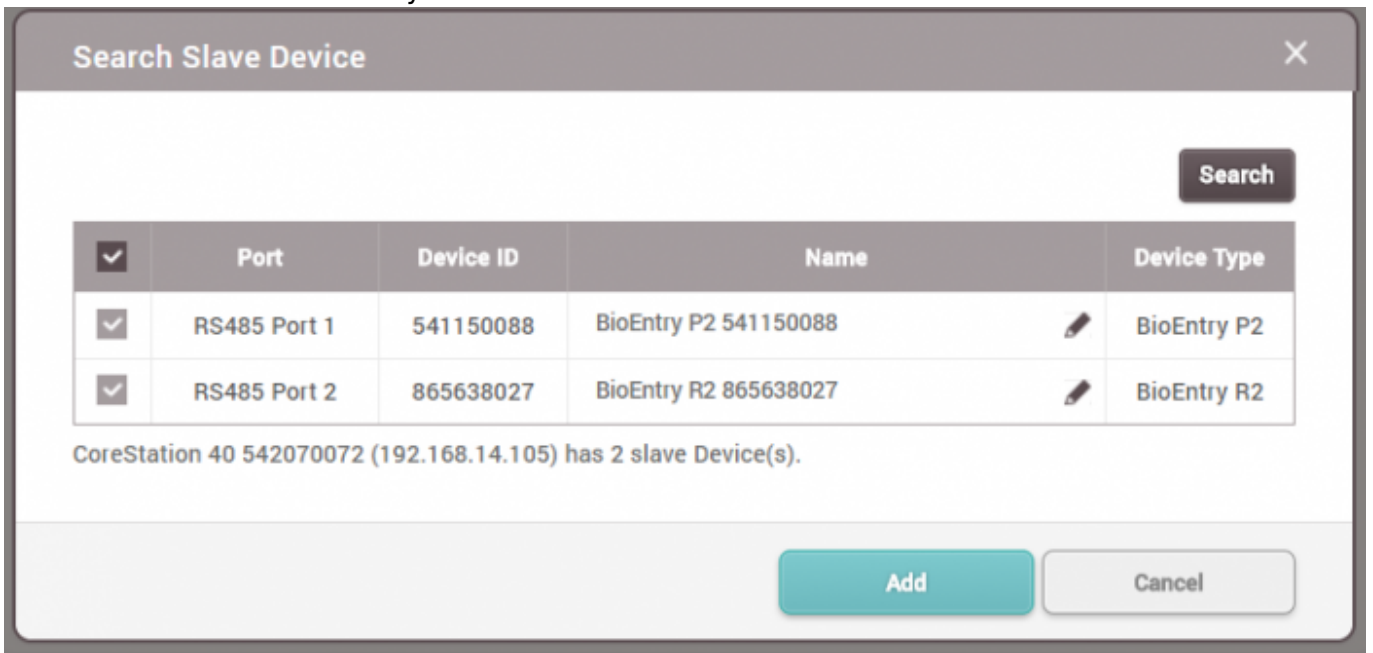 Search Slave Device
Search
Port Device ID Name Device Type
RS485 Port 1 541150088 BioEntry P2 541150088 BioEntry P2
RS485 Port 2 865638027 BioEntry R2 865638027 BioEntry R2
CoreStation 40 542070072 (192.168.14.105) has 2 slave Device(s).
Add Cancel